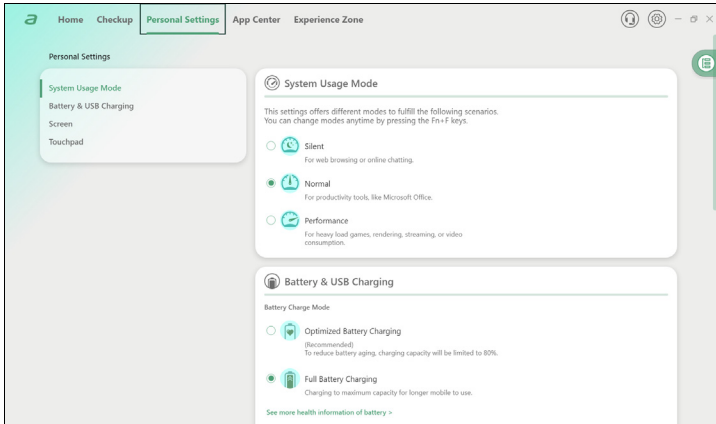 a Home Checkup Personal Settings App Center Experience Zone
Personal Settings
System Usage Mode
Battery & USB Charging
Screen
Touchpad
System Usage Mode
This settings offers different modes to fulfill the following scenarios.
You can change modes anytime by pressing the Fn+F keys.
Silent
For web browsing or online chatting.
Normal
For productivity tools, like Microsoft Office.
Performance
For heavy load games, rendering, streaming, or video
consumption.
Battery & USB Charging
Battery Charge Mode
Optimized Battery Charging
(Recommended)
To reduce battery aging, charging capacity will be limited to 80%.
Full Battery Charging
Charging to maximum capacity for longer mobile to use.
See more health information of battery >